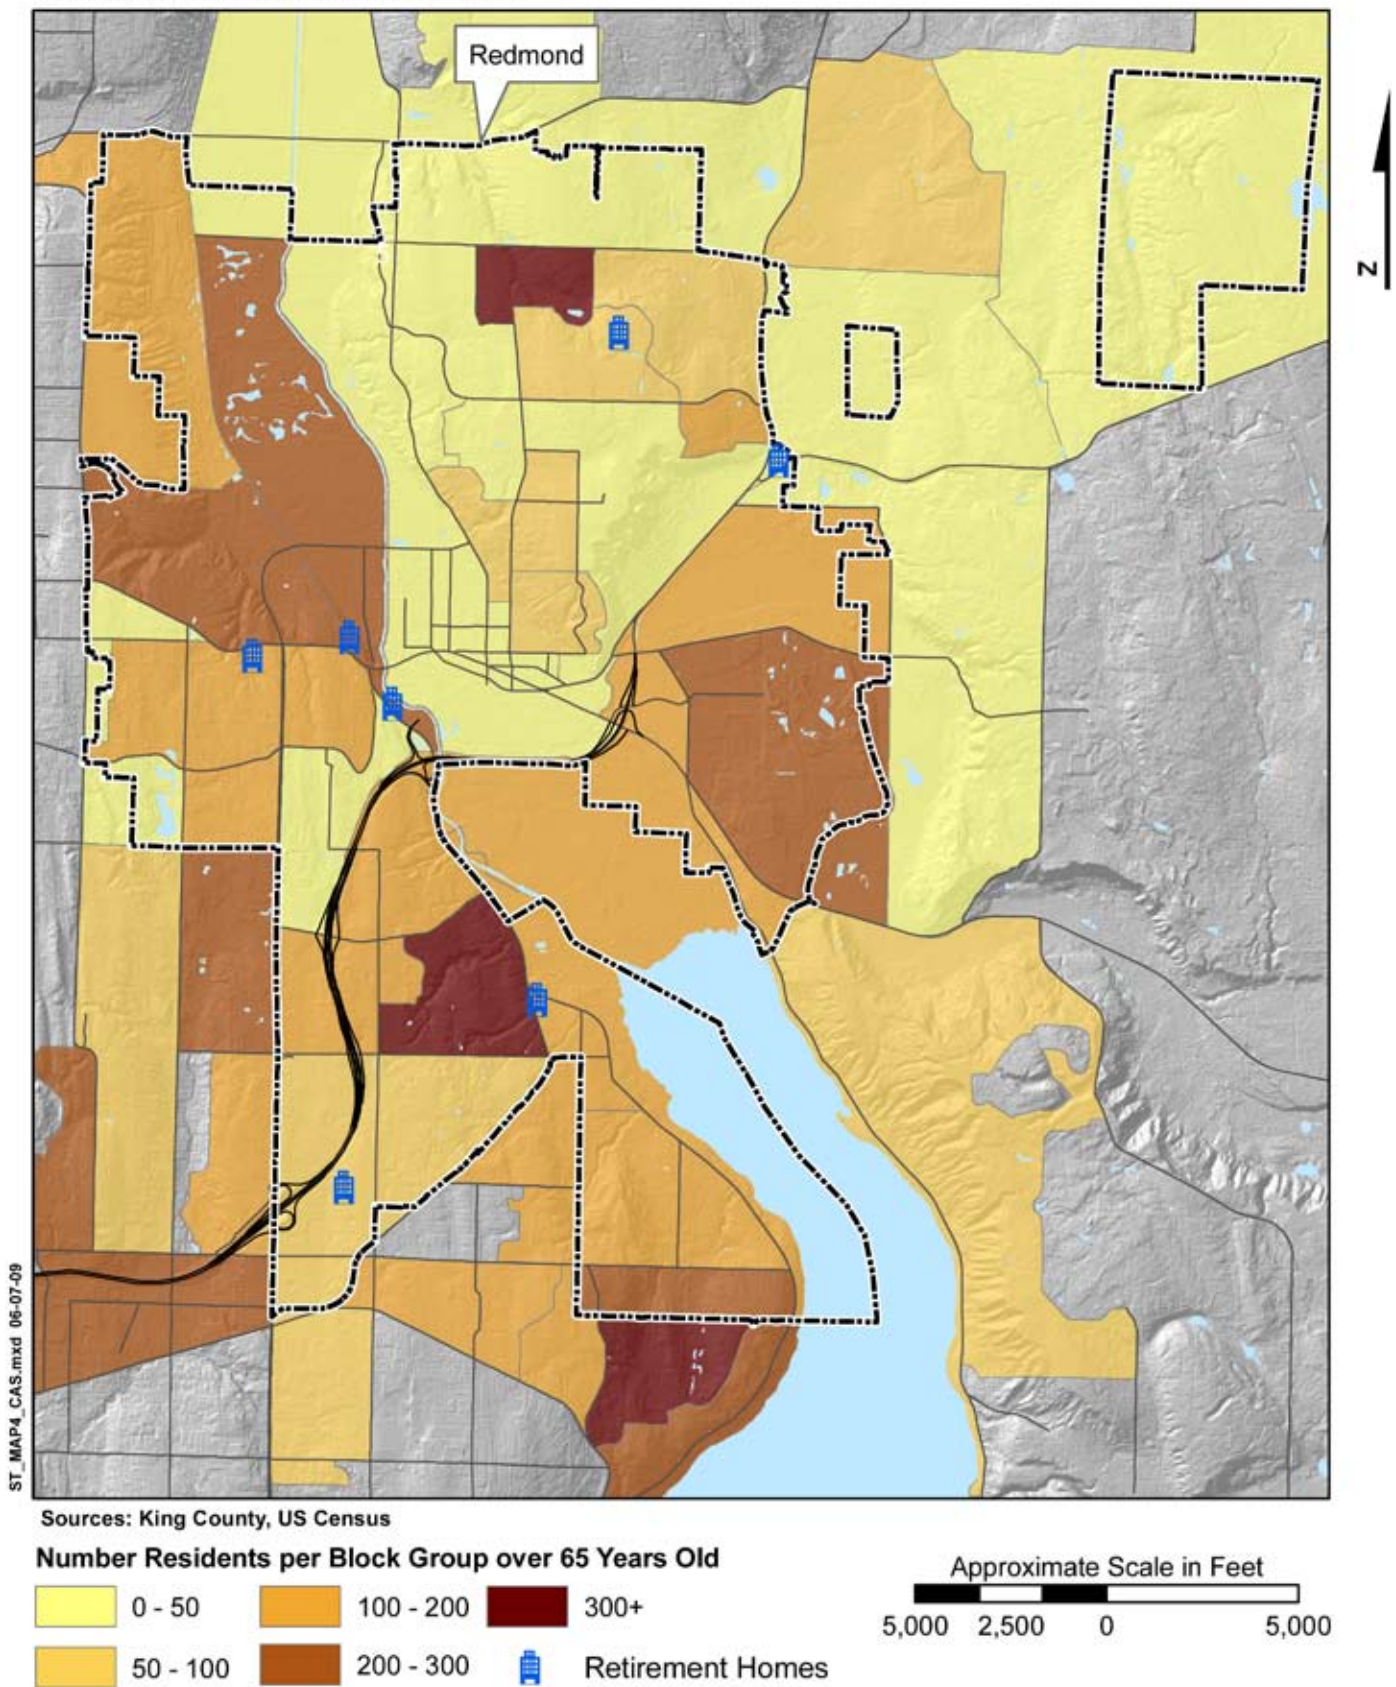 Redmond
N
ST_MAP4_CAS.mxd 06-07-09
Sources: King County, US Census
Number Residents per Block Group over 65 Years Old
0 - 50
100 - 200
300+
50 - 100
200 - 300
Retirement Homes
Approximate Scale in Feet
5,000 2,500 0 5,000